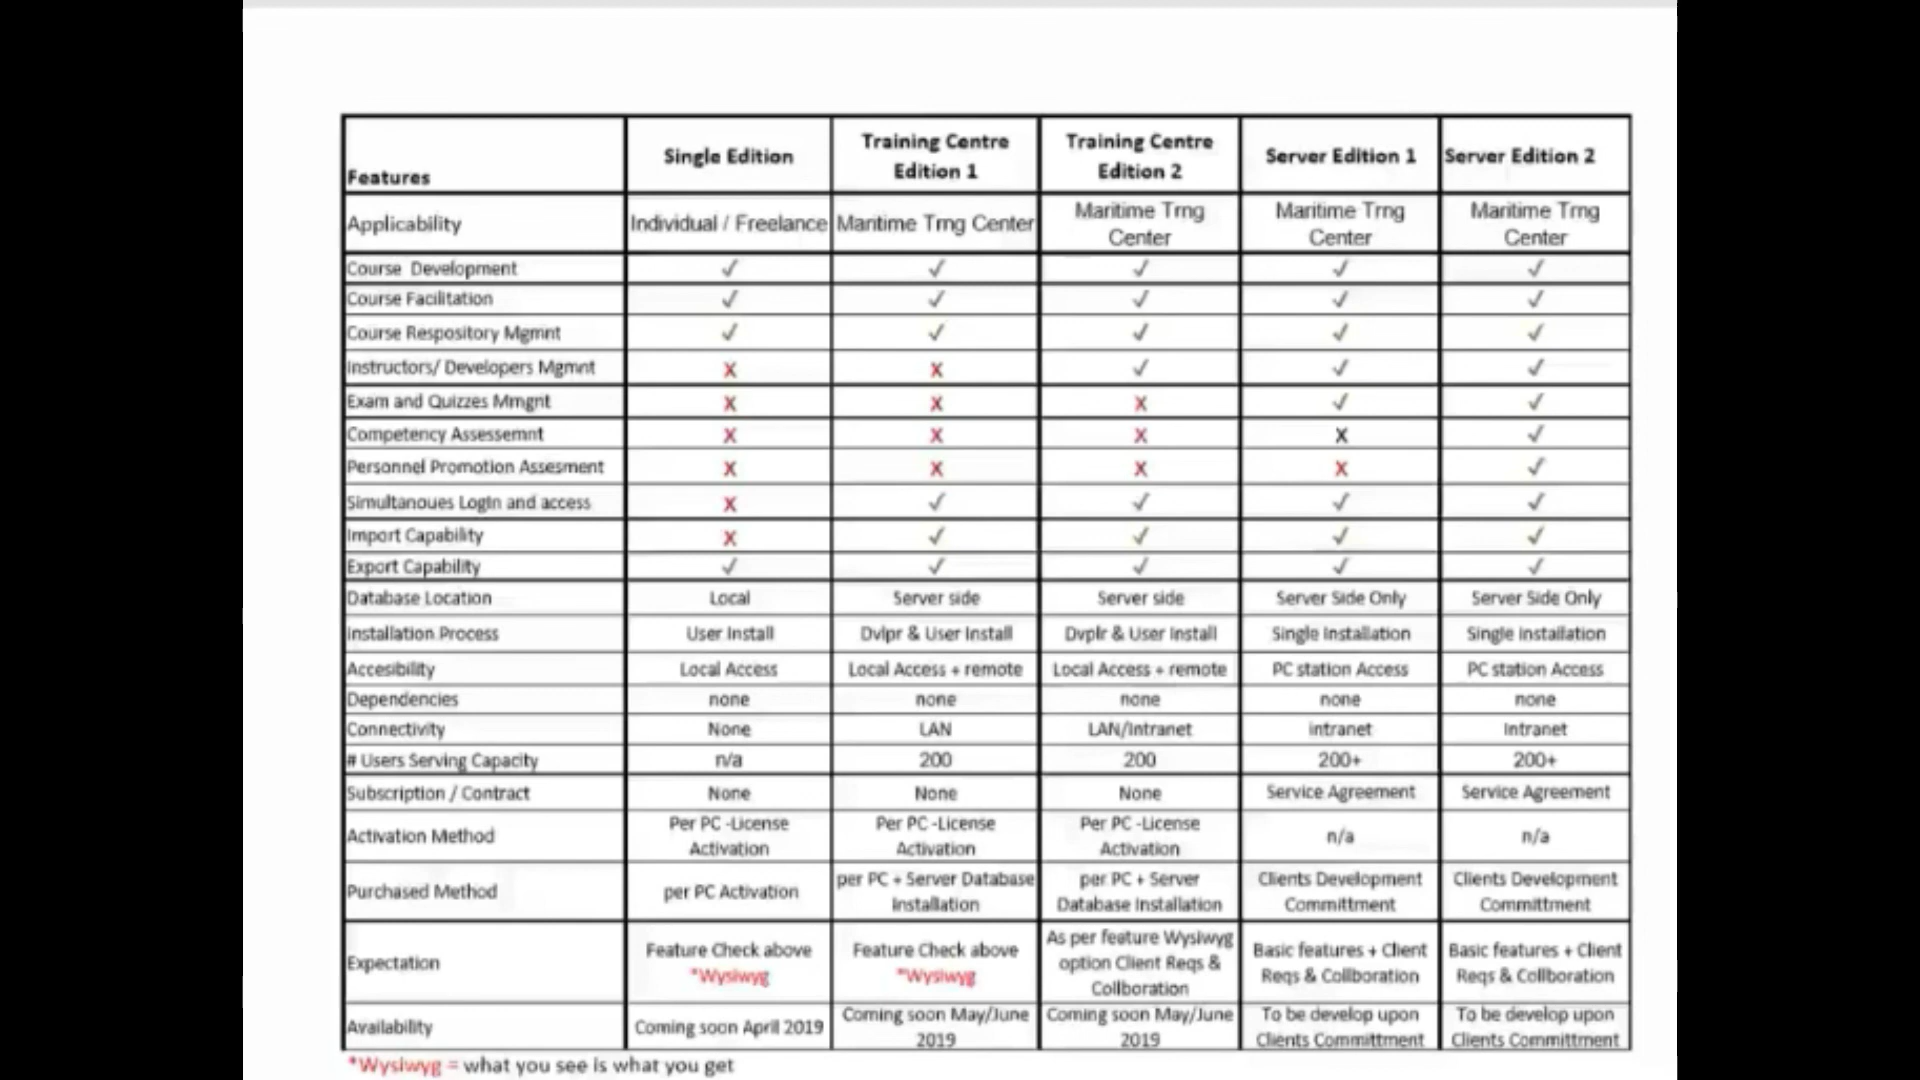 Features Single Edition Training Centre Edition 1 Training Centre Edition 2 Server Edition 1 Server Edition 2
Applicability Individual / Freelance Maritime Trng Center Maritime Trng Center Maritime Trng Center Maritime Trng Center
Course Development ✓ ✓ ✓ ✓ ✓
Course Facilitation ✓ ✓ ✓ ✓ ✓
Course Respository Mgmnt ✓ ✓ ✓ ✓ ✓
Instructors/ Developers Mgmnt X X ✓ ✓ ✓
Exam and Quizzes Mmgnt X X X ✓ ✓
Competency Assessemnt X X X X ✓
Personnel Promotion Assesment X X X X ✓
Simultanoues LogIn and access X ✓ ✓ ✓ ✓
Import Capability X ✓ ✓ ✓ ✓
Export Capability ✓ ✓ ✓ ✓ ✓
Database Location Local Server side Server side Server Side Only Server Side Only
Installation Process User Install Dvlpr & User Install Dvplr & User Install Single Installation Single Installation
Accesibility Local Access Local Access + remote Local Access + remote PC station Access PC station Access
Dependencies none none none none none
Connectivity None LAN LAN/Intranet intranet Intranet
# Users Serving Capacity n/a 200 200 200+ 200+
Subscription / Contract None None None Service Agreement Service Agreement
Activation Method Per PC -License Activation Per PC -License Activation Per PC -License Activation n/a n/a
Purchased Method per PC Activation per PC + Server Database Installation per PC + Server Database Installation Clients Development Committment Clients Development Committment
Expectation Feature Check above *Wysiwyg Feature Check above *Wysiwyg As per feature Wysiwyg option Client Reqs & Collboration Basic features + Client Reqs & Collboration Basic features + Client Reqs & Collboration
Availability Coming soon April 2019 Coming soon May/June 2019 Coming soon May/June 2019 To be develop upon Clients Committment To be develop upon Clients Committment
*Wysiwyg = what you see is what you get